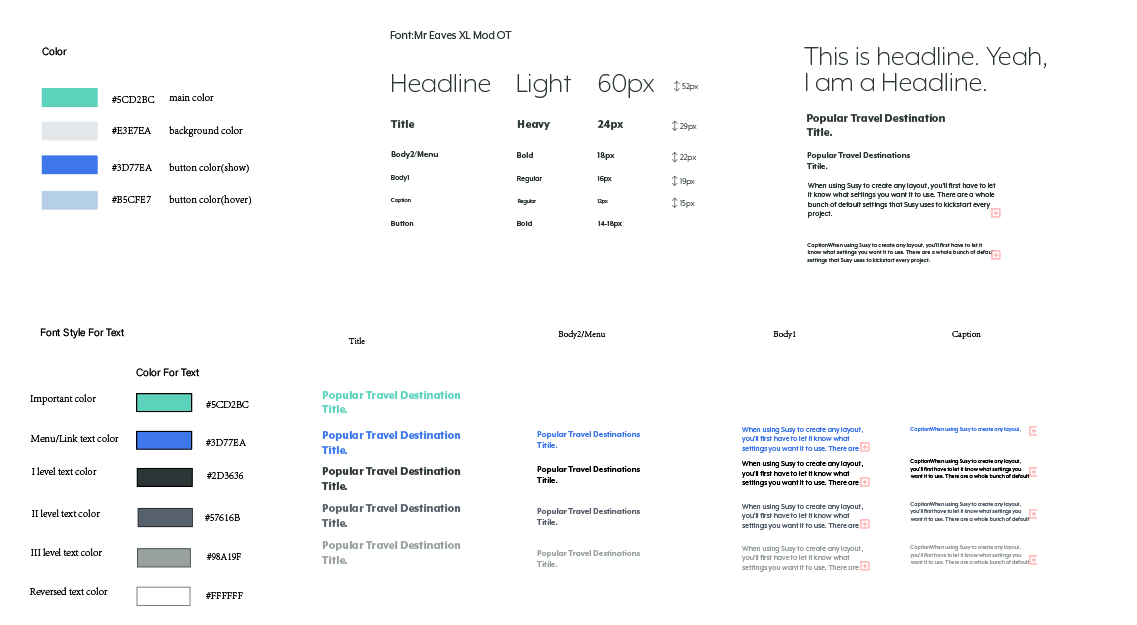 Color
#5CD2BC main color
#E3E7EA background color
#3D77EA button color(show)
#B5CFE7 button color(hover)
Font:Mr Eaves XL Mod OT
Headline Light 60px 52px
Title Heavy 24px 29px
Body2/Menu Bold 18px 22px
Body1 Regular 16px 19px
Caption Regular 12px 15px
Button Bold 14-18px
This is headline. Yeah,
I am a Headline.
Popular Travel Destination
Title.
Popular Travel Destinations
Titile.
When using Susy to create any layout, you'll first have to let
it know what settings you want it to use. There are a whole
bunch of default settings that Susy uses to kickstart every
project.
CaptionWhen using Susy to create any layout, you'll first have to let it
know what settings you want it to use. There are a whole bunch of defau
settings that Susy uses to kickstart every project.
Font Style For Text
Color For Text
Important color #5CD2BC
Menu/Link text color #3D77EA
I level text color #2D3636
II level text color #57616B
III level text color #98A19F
Reversed text color #FFFFFF
Title
Popular Travel Destination
Title.
Popular Travel Destination
Title.
Popular Travel Destination
Title.
Popular Travel Destination
Title.
Popular Travel Destination
Title.
Body2/Menu
Popular Travel Destinations
Titile.
Popular Travel Destinations
Titile.
Popular Travel Destinations
Titile.
Popular Travel Destinations
Titile.
Body1
When using Susy to create any layout,
you'll first have to let it know what
settings you want it to use. There are
When using Susy to create any layout,
you'll first have to let it know what
settings you want it to use. There are
When using Susy to create any layout,
you'll first have to let it know what
settings you want it to use. There are
When using Susy to create any layout,
you'll first have to let it know what
settings you want it to use. There are
Caption
CaptionWhen using Susy to create any layout,
CaptionWhen using Susy to create any layout,
you'll first have to let it know what settings you
want it to use. There are a whole bunch of default
CaptionWhen using Susy to create any layout,
you'll first have to let it know what settings you
want it to use. There are a whole bunch of default
CaptionWhen using Susy to create any layout,
you'll first have to let it know what settings you
want it to use. There are a whole bunch of default